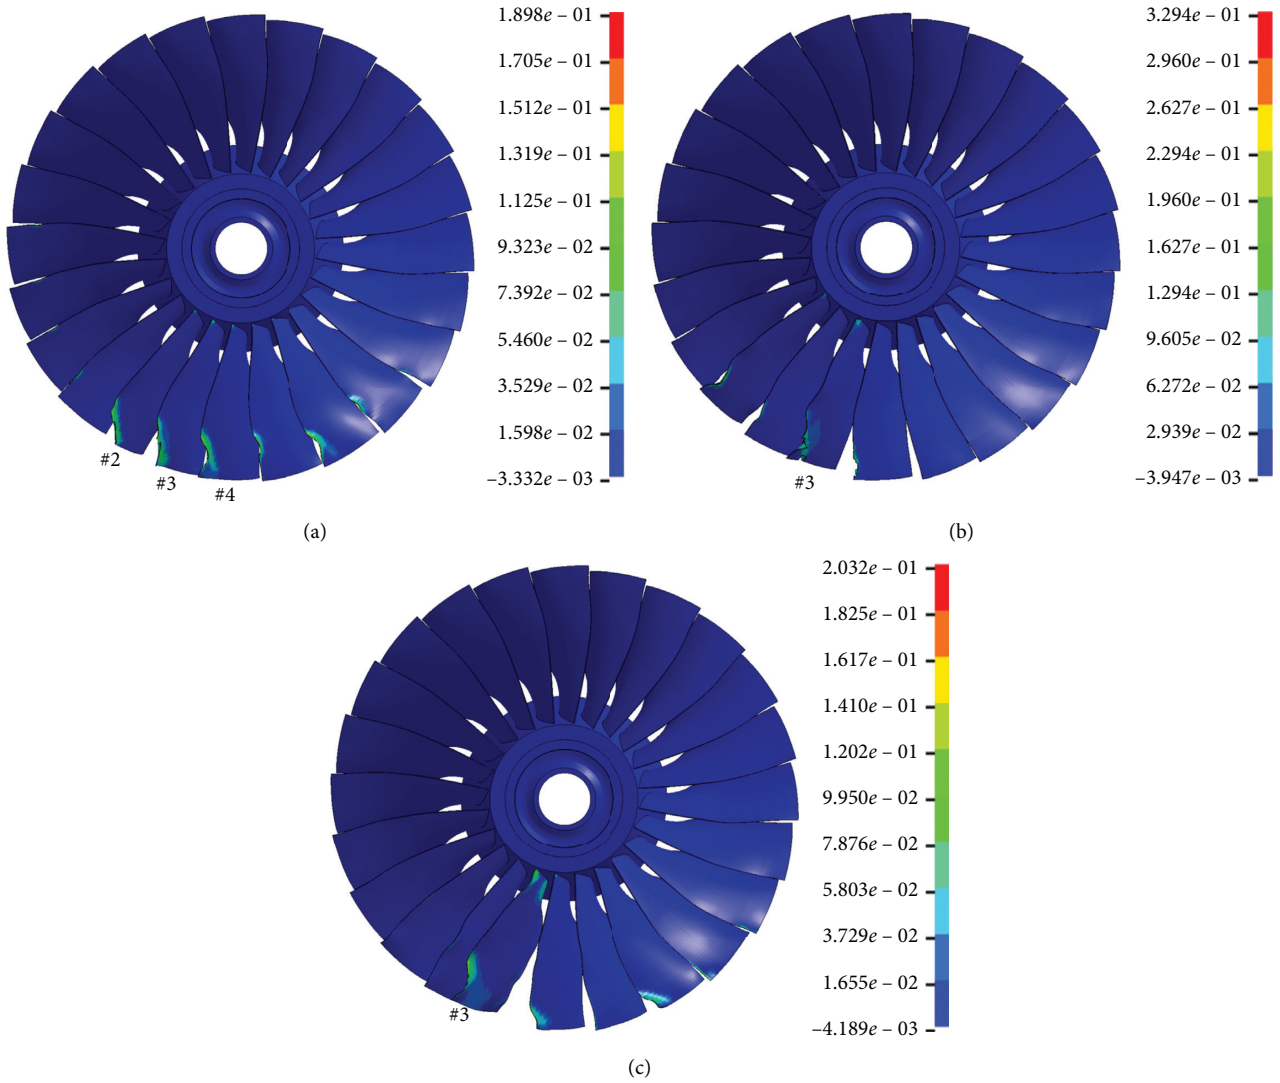 1.898e – 01
1.705e – 01
1.512e – 01
1.319e – 01
1.125e – 01
9.323e – 02
7.392e – 02
5.460e – 02
3.529e – 02
1.598e – 02
–3.332e – 03
#2
#3
#4
(a)
3.294e – 01
2.960e – 01
2.627e – 01
2.294e – 01
1.960e – 01
1.627e – 01
1.294e – 01
9.605e – 02
6.272e – 02
2.939e – 02
–3.947e – 03
#3
(b)
2.032e – 01
1.825e – 01
1.617e – 01
1.410e – 01
1.202e – 01
9.950e – 02
7.876e – 02
5.803e – 02
3.729e – 02
1.655e – 02
–4.189e – 03
#3
(c)